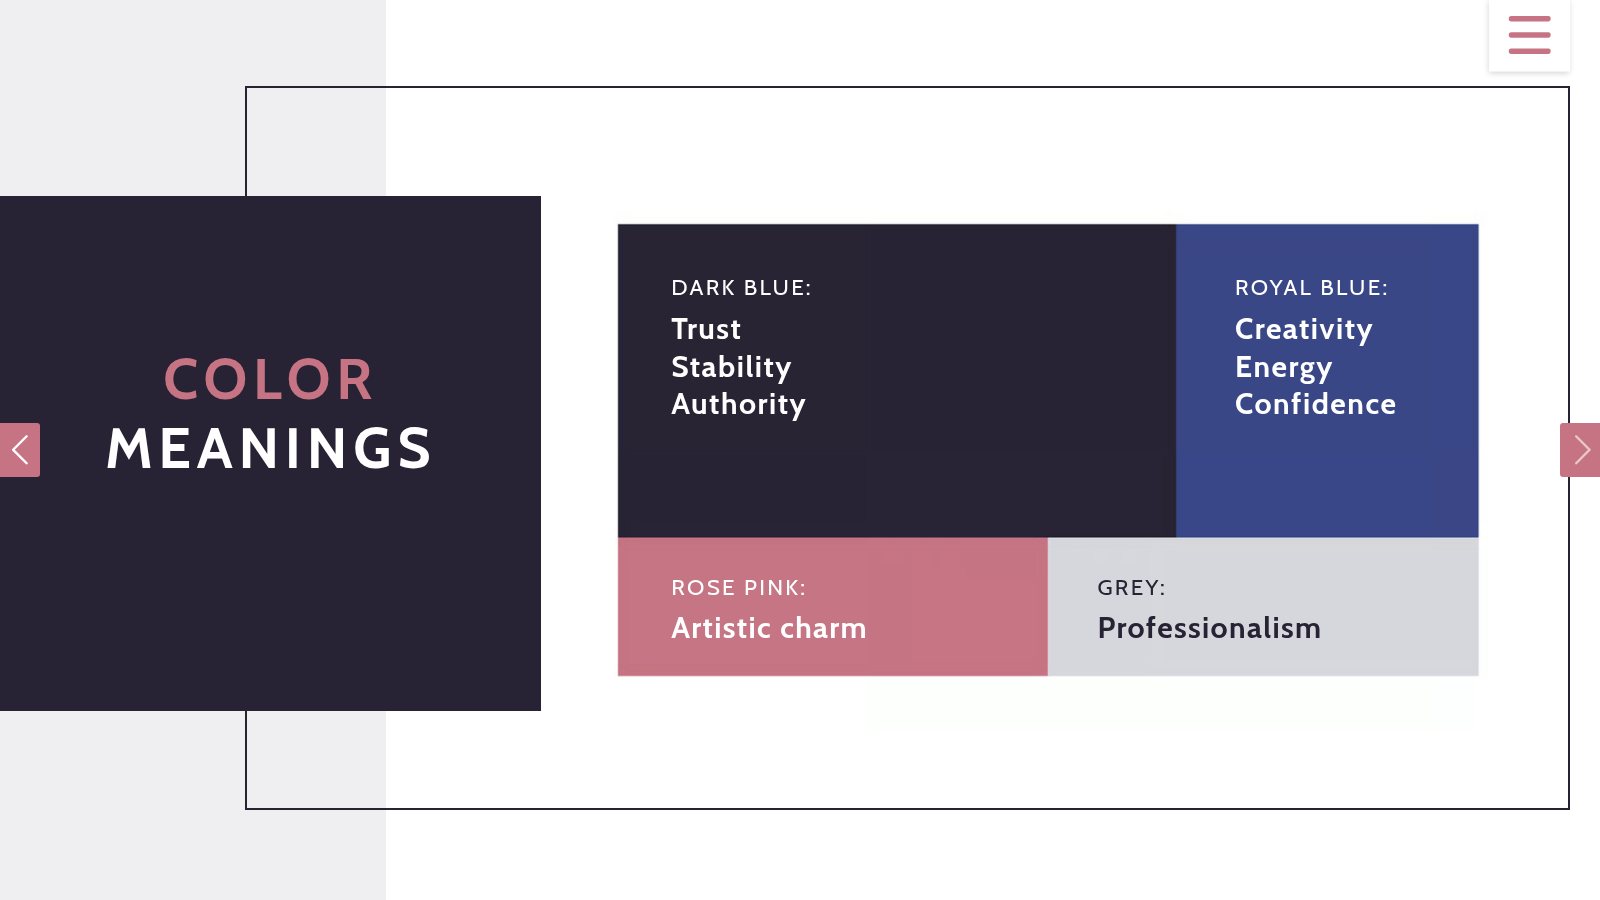 COLOR
MEANINGS
DARK BLUE:
Trust
Stability
Authority
ROYAL BLUE:
Creativity
Energy
Confidence
ROSE PINK:
Artistic charm
GREY:
Professionalism